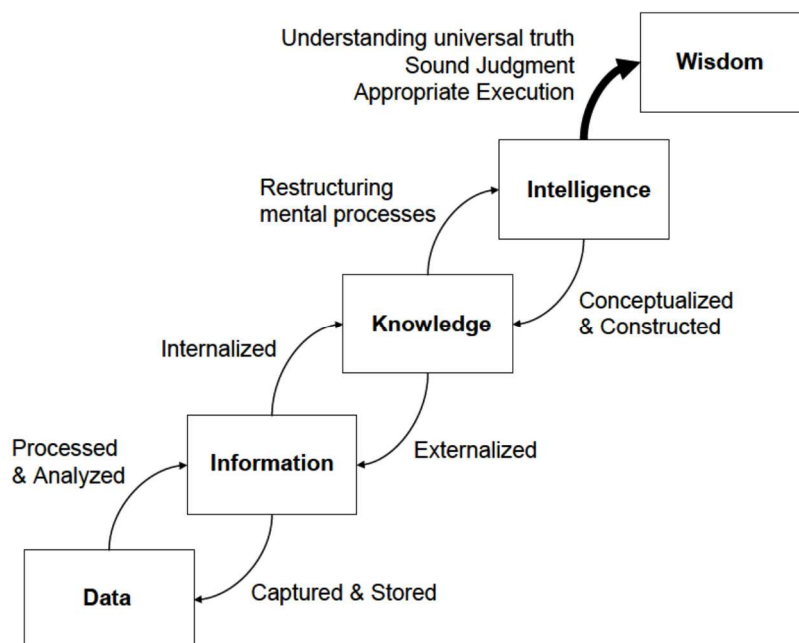 Understanding universal truth
Sound Judgment
Appropriate Execution
Wisdom
Restructuring
mental processes
Intelligence
Internalized
Knowledge
Conceptualized
& Constructed
Processed
& Analyzed
Information
Externalized
Data
Captured & Stored